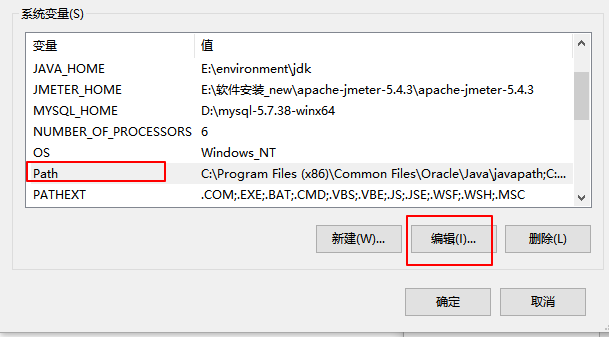 系统变量(S)
变量 值
JAVA_HOME E:\environment\jdk
JMETER_HOME E:\软件安装_new\apache-jmeter-5.4.3\apache-jmeter-5.4.3
MYSQL_HOME D:\mysql-5.7.38-winx64
NUMBER_OF_PROCESSORS 6
OS Windows_NT
Path C:\Program Files (x86)\Common Files\Oracle\Java\javapath;C:...
PATHEXT .COM;.EXE;.BAT;.CMD;.VBS;.VBE;.JS;.JSE;.WSF;.WSH;.MSC
新建(W)... 编辑(I)... 删除(L)
确定 取消